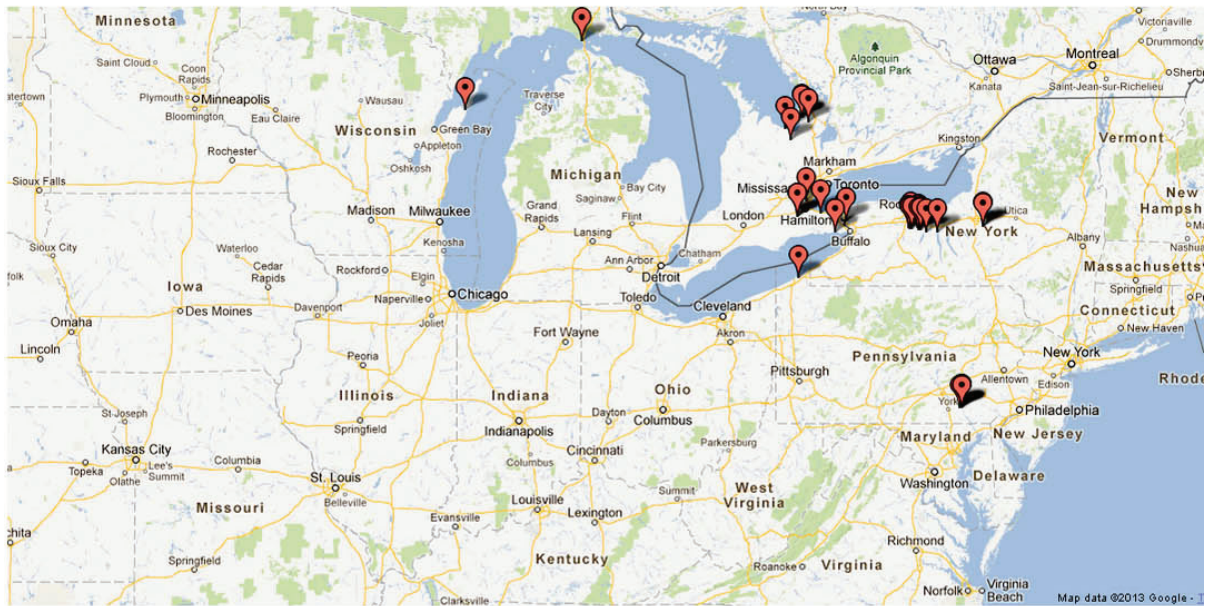 Minnesota
Saint Cloud
Coon
Rapids
Plymouth
Minneapolis
Bloomington
Eau Claire
Wausau
Wisconsin
Green Bay
Appleton
Oshkosh
Traverse
City
Algonquin
Provincial Park
Ottawa
Kanata
Montreal
Victoriaville
Drummondv
Saint-Jean-sur-Richelieu
Sherb
Kingston
Vermont
Rochester
Sioux Falls
Michigan
Bay City
Saginaw
Markham
Toronto
Mississa
Hamilton
London
Buffalo
Roc
New York
Utica
New
Hampsh
Nashua
Albany
Massachusetts
Springfield
Pr
Connecticut
New Haven
Madison
Milwaukee
Kenosha
Grand
Rapids
Flint
Lansing
Ann Arbor
Detroit
Chatham
Sioux City
Waterloo
Cedar
Rapids
Iowa
Des Moines
Davenport
Rockford
Elgin
Naperville
Chicago
Joliet
Toledo
Cleveland
Akron
Fort Wayne
folk
Omaha
Lincoln
Peoria
Illinois
Springfield
Indiana
Indianapolis
Columbus
Ohio
Columbus
Dayton
Cincinnati
Pittsburgh
Pennsylvania
Allentown
Edison
New York
Rhode
York
Philadelphia
New Jersey
Maryland
Delaware
Washington
Parkersburg
West
Virginia
St Joseph
Kansas City
Topeka
Olathe
Lee's
Summit
Columbia
Missouri
St. Louis
Belleville
Springfield
chita
Evansville
Louisville
Lexington
Kentucky
Summit
Clarksville
Richmond
Roanoke
Virginia
Norfolk
Virginia
Beach
Map data ©2013 Google -